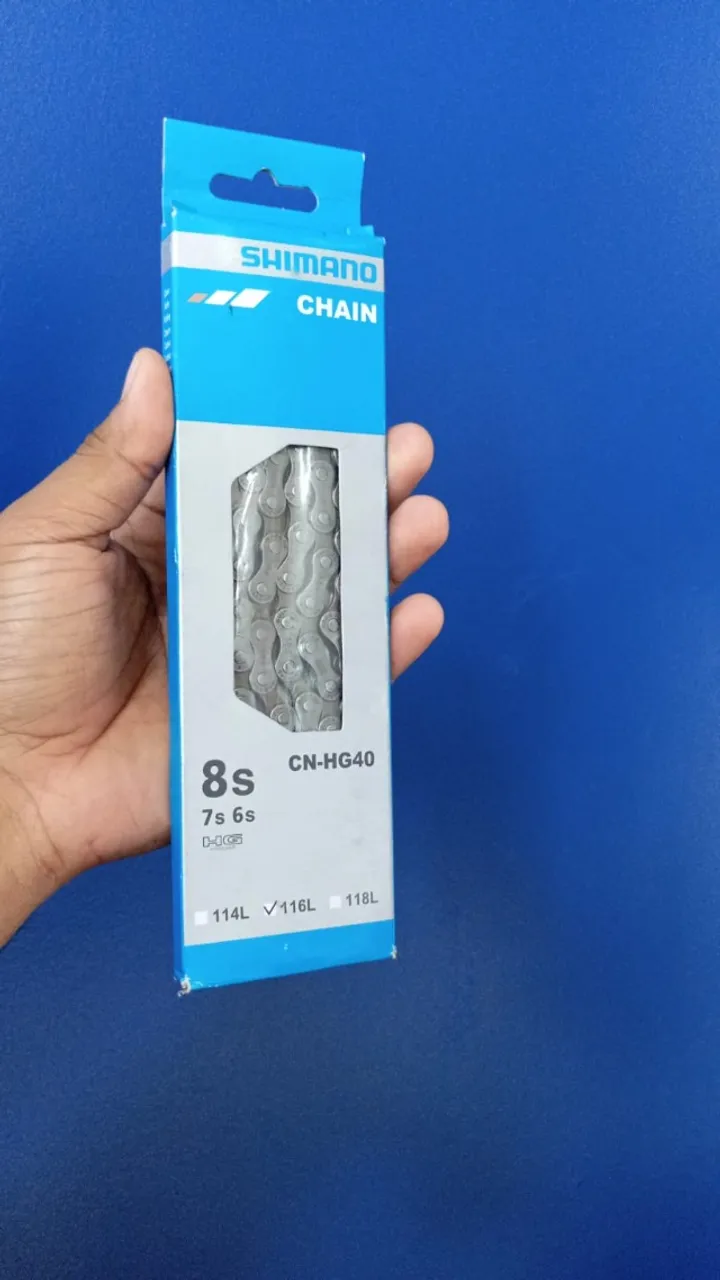 SHIMANO
CHAIN
8s
CN-HG40
7s 6s
HG
114L 116L 118L